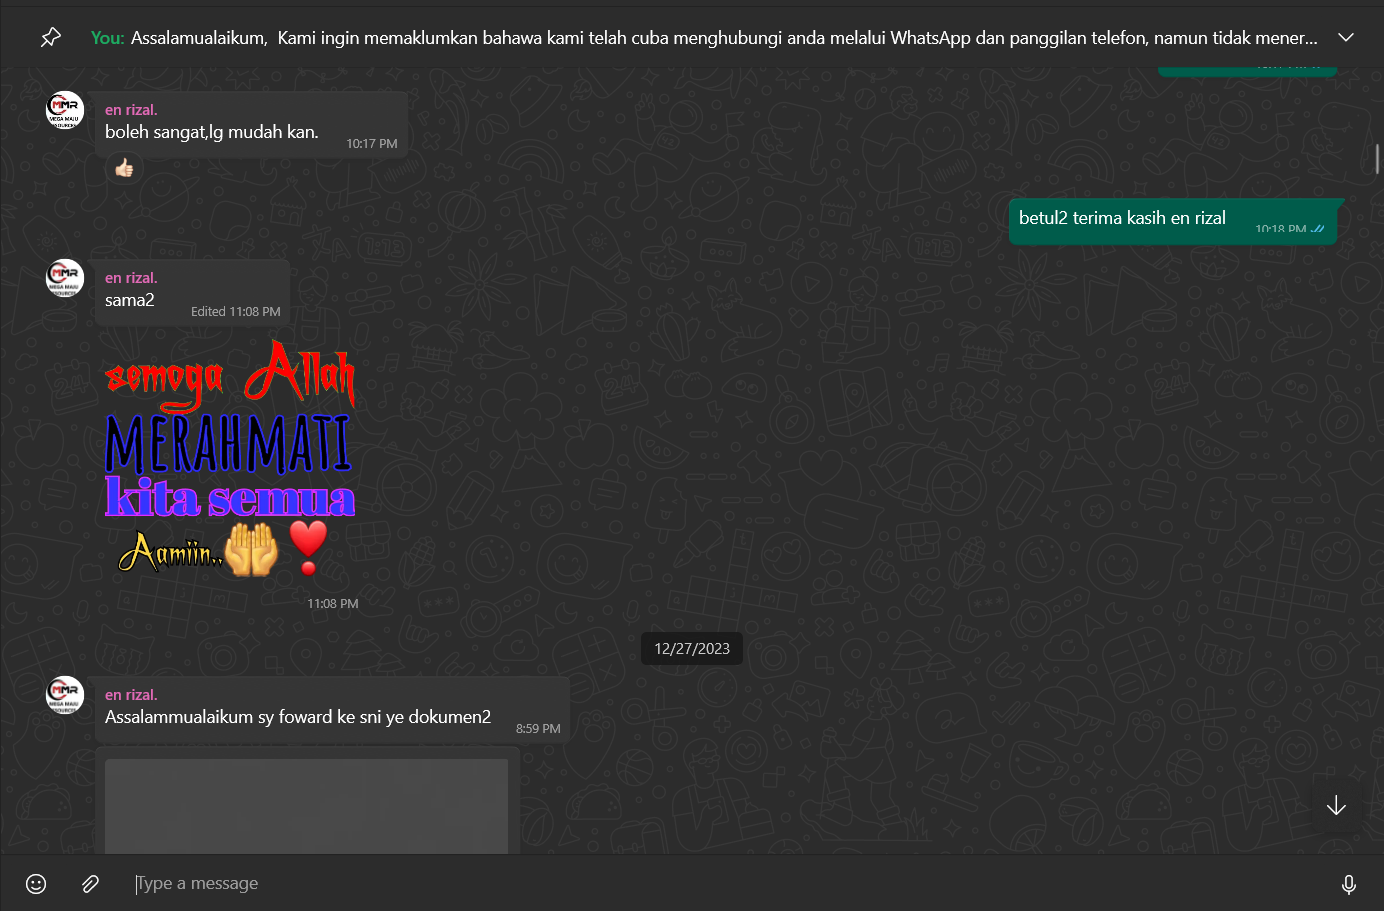 You: Assalamualaikum, Kami ingin memaklumkan bahawa kami telah cuba menghubungi anda melalui WhatsApp dan panggilan telefon, namun tidak mener...
en rizal.
boleh sangat,lg mudah kan.
10:17 PM
betul2 terima kasih en rizal
10:18 PM
MMR
MEGA MAJU
en rizal.
sama2
Edited 11:08 PM
semoga Allah
MERAHMATI
kita semua
Aamiin..
11:08 PM
12/27/2023
en rizal.
Assalammualaikum sy foward ke sni ye dokumen2
8:59 PM
Type a message